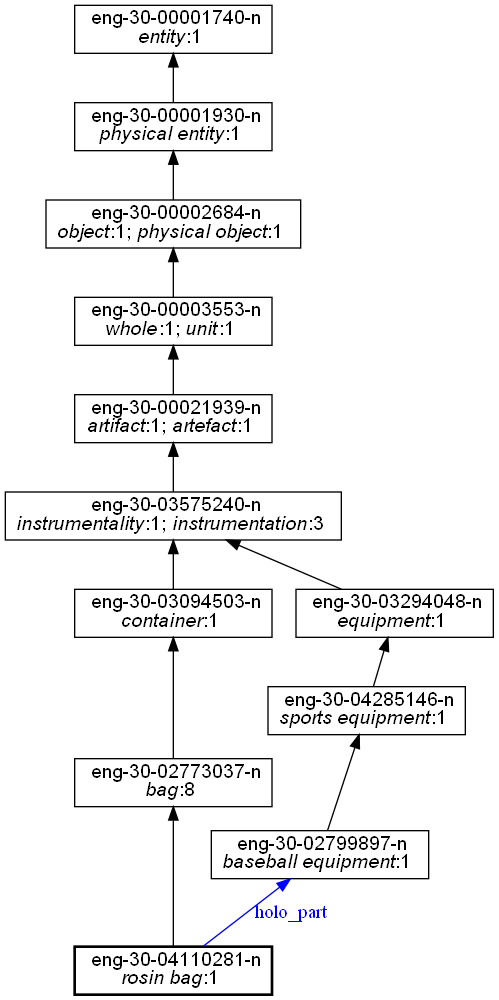 eng-30-00001740-n
entity:1
eng-30-00001930-n
physical entity:1
eng-30-00002684-n
object:1; physical object:1
eng-30-00003553-n
whole:1; unit:1
eng-30-00021939-n
artifact:1; artefact:1
eng-30-03575240-n
instrumentality:1; instrumentation:3
eng-30-03094503-n
container:1
eng-30-03294048-n
equipment:1
eng-30-04285146-n
sports equipment:1
eng-30-02773037-n
bag:8
eng-30-02799897-n
baseball equipment:1
holo_part
eng-30-04110281-n
rosin bag:1